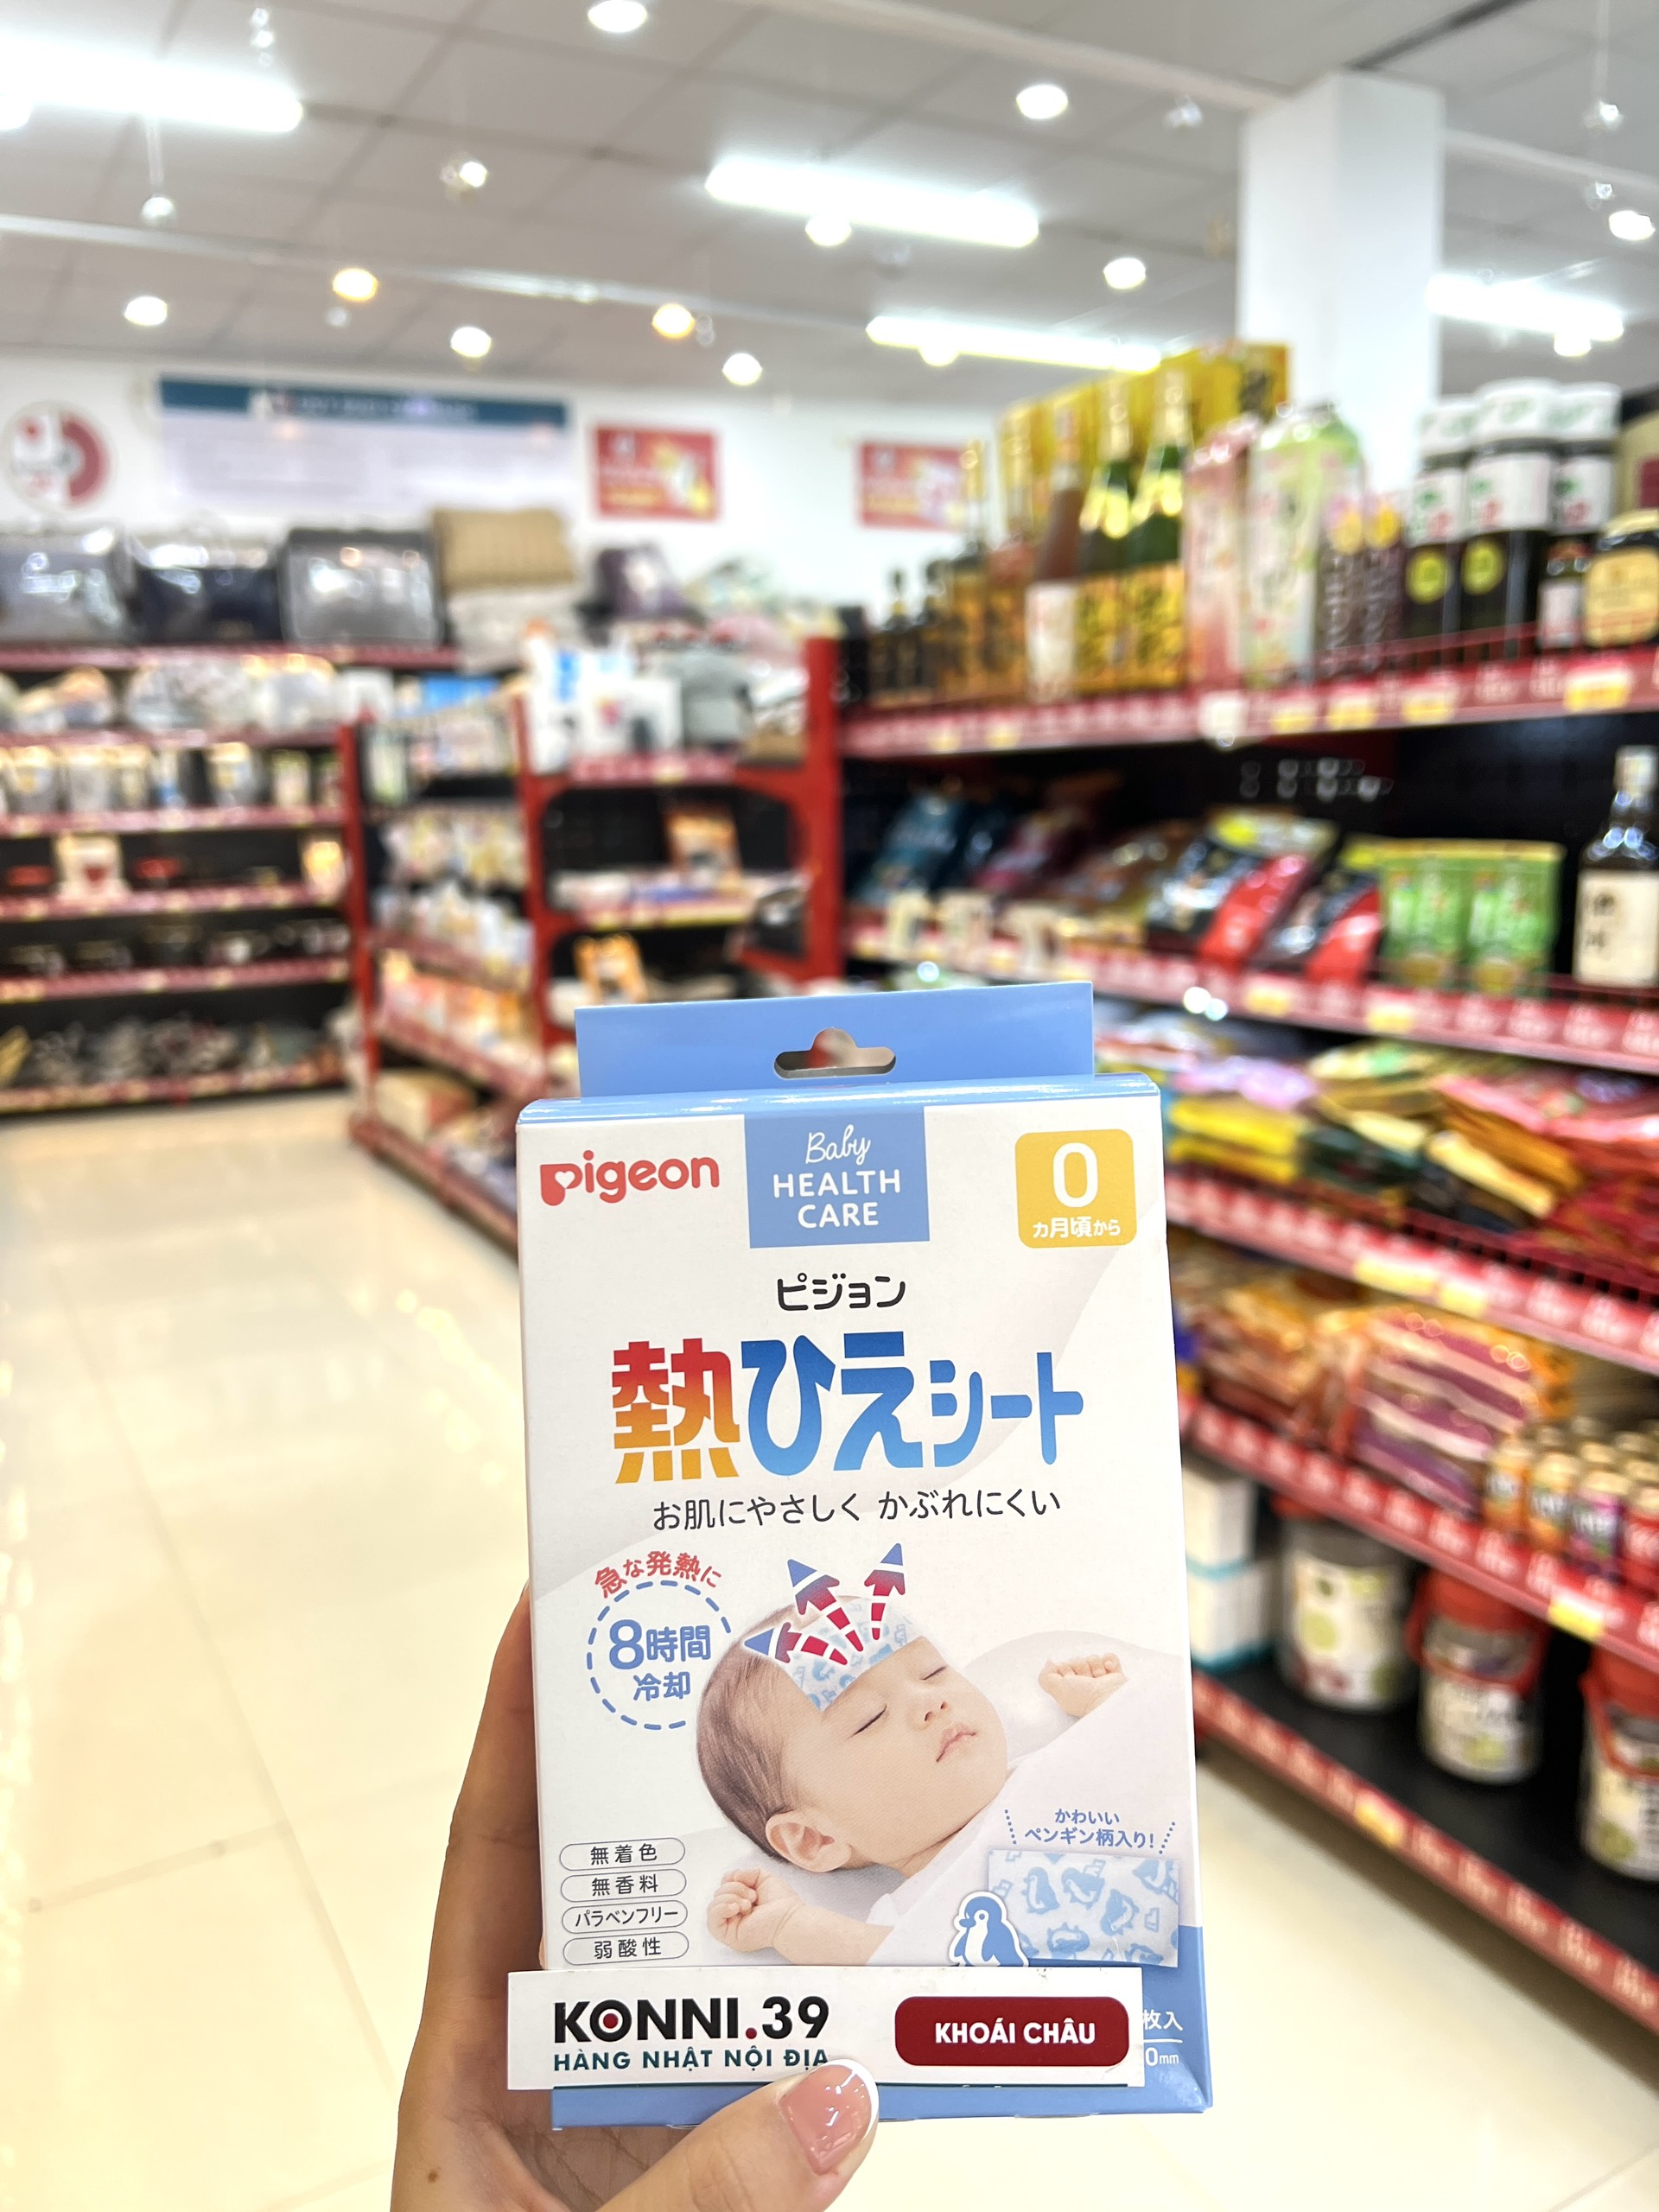 pigeon
Baby
HEALTH
CARE
0
カ月頃から
ピジョン
熱ひえシート
お肌にやさしく かぶれにくい
急な発熱に
8時間
冷却
かわいい
ペンギン柄入り!
無着色
無香料
パラベンフリー
弱酸性
KONNI.39
HÀNG NHẬT NỘI ĐỊA
KHOÁI CHÂU
枚入
0mm